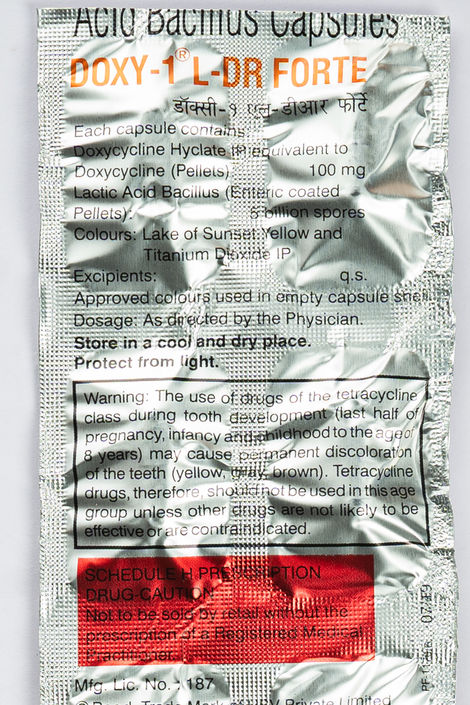 Acid Bacillus Capsules
DOXY-1® L-DR FORTE
डॉक्सी-१ एल-डीआर फोर्टे
Each capsule contains:
Doxycycline Hyclate IP equivalent to
Doxycycline (Pellets) 100 mg
Lactic Acid Bacillus (Enteric coated
Pellets): 5 billion spores
Colours: Lake of Sunset Yellow and
Titanium Dioxide IP
Excipients: q.s.
Approved colours used in empty capsule shell
Dosage: As directed by the Physician.
Store in a cool and dry place.
Protect from light.
Warning: The use of drugs of the tetracycline
class during tooth development (last half of
pregnancy, infancy and childhood to the age of
8 years) may cause permanent discoloration
of the teeth (yellow, gray, brown). Tetracycline
drugs, therefore, should not be used in this age
group unless other drugs are not likely to be
effective or are contraindicated.
SCHEDULE H PRESCRIPTION
DRUG-CAUTION
Not to be sold by retail without the
prescription of a Registered Medical
Practitioner.
Mfg. Lic. No. 187
Private Limited